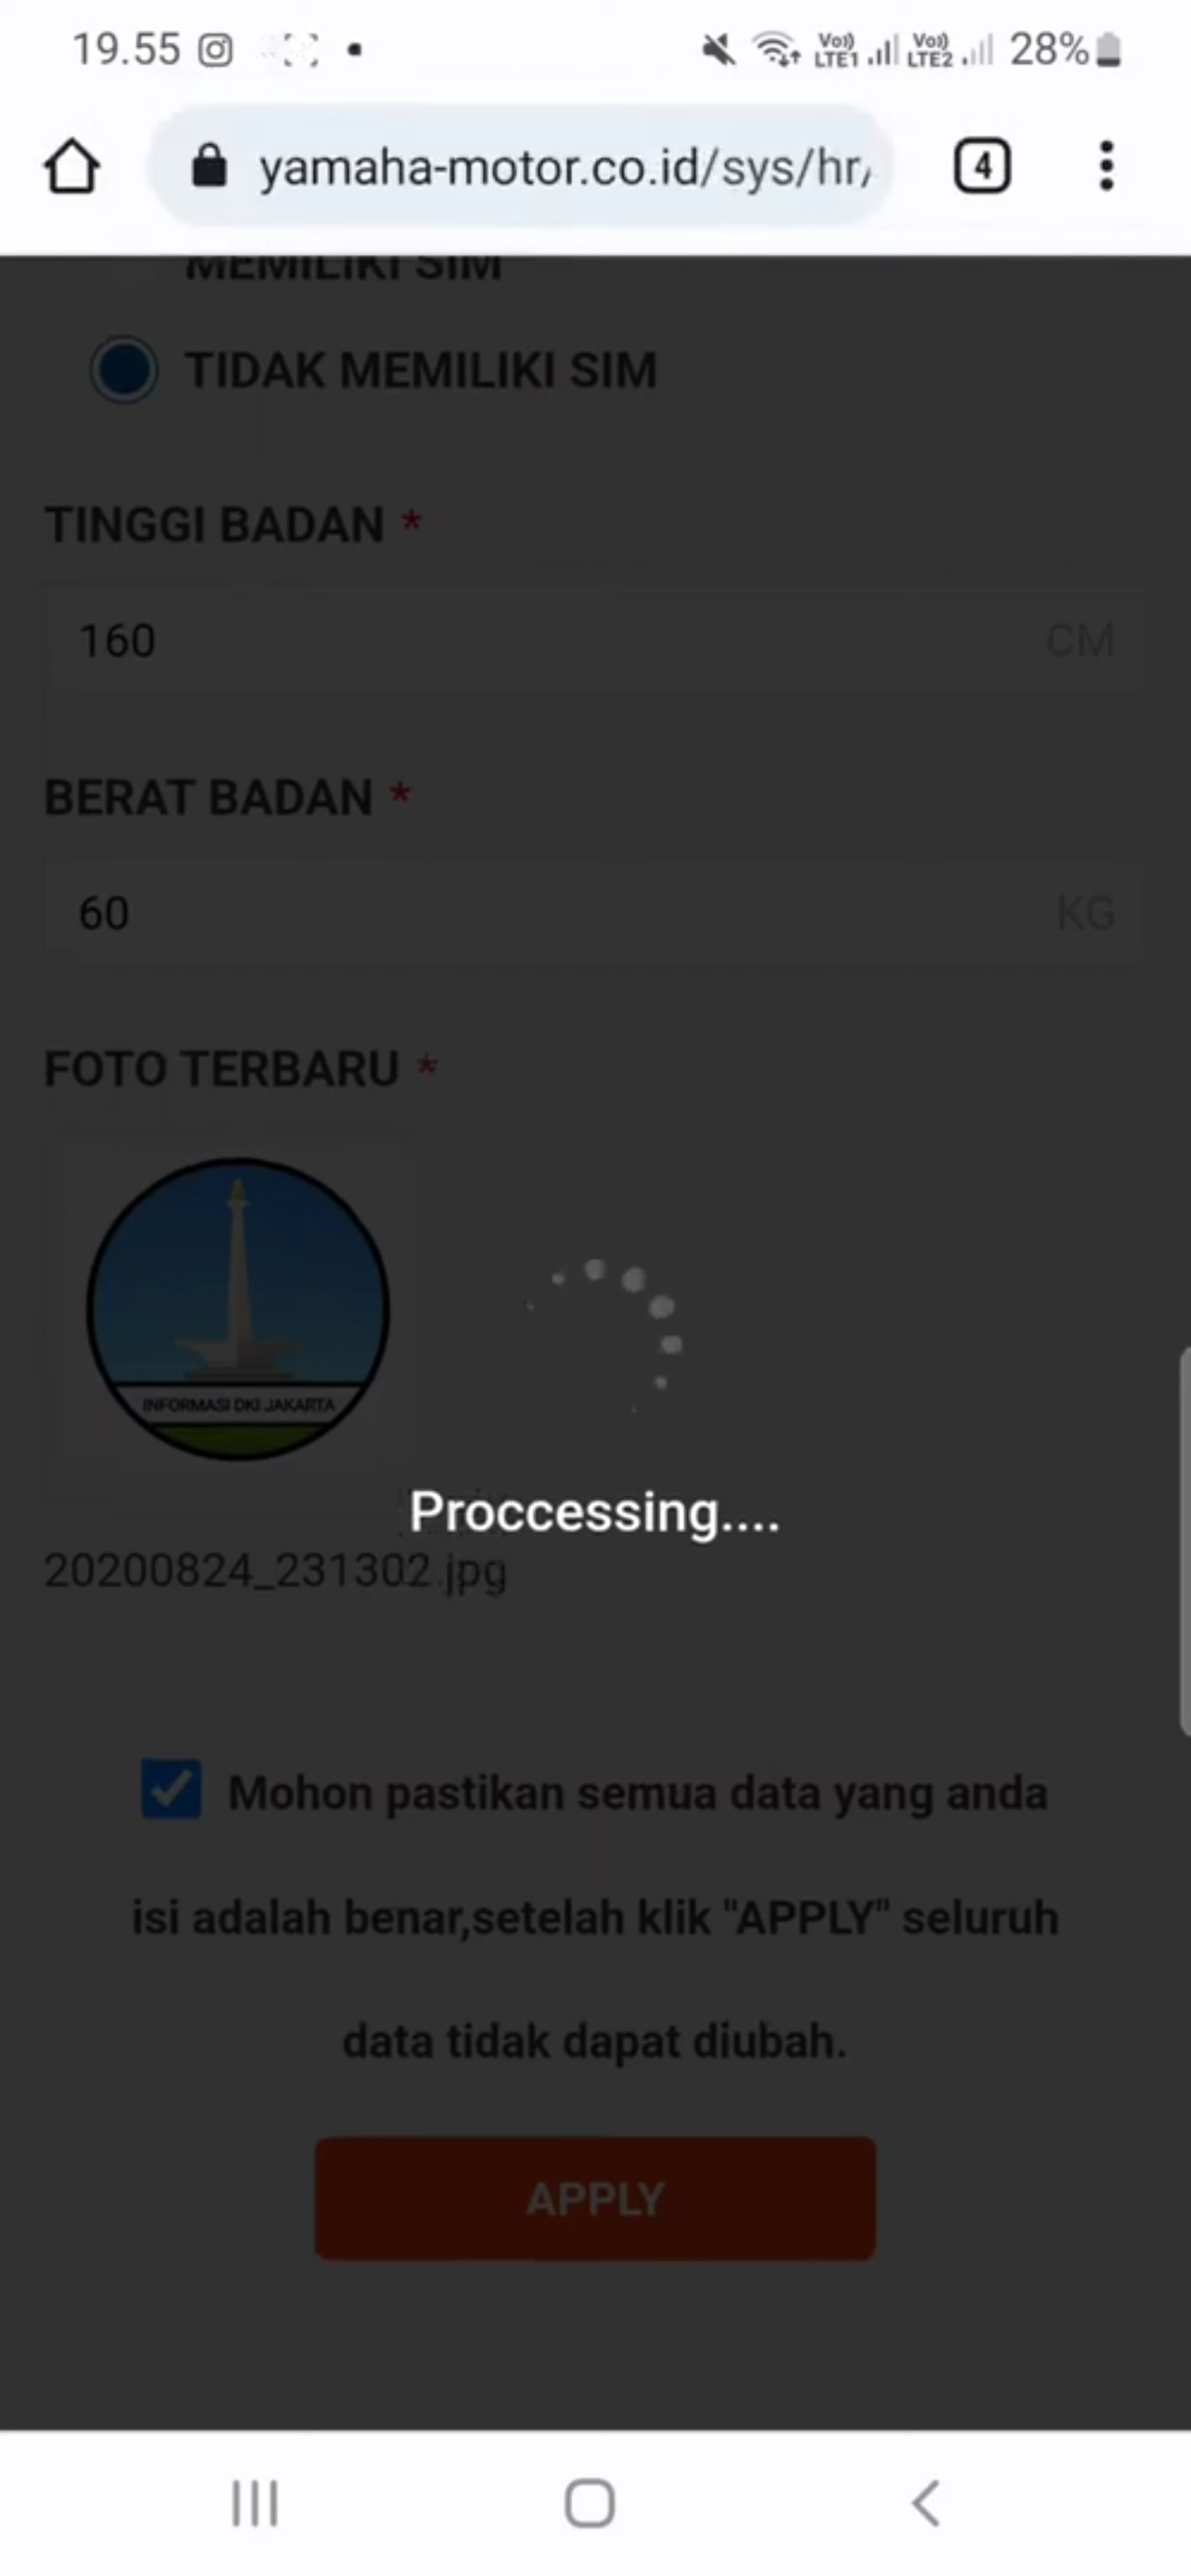 19.55
Vo)) LTE1 Vo)) LTE2 28%
yamaha-motor.co.id/sys/hr/
4
MEMILIKI SIM
TIDAK MEMILIKI SIM
TINGGI BADAN *
160 CM
BERAT BADAN *
60 KG
FOTO TERBARU *
INFORMASI DKI JAKARTA
Proccessing....
20200824_231302.jpg
Mohon pastikan semua data yang anda
isi adalah benar,setelah klik "APPLY" seluruh
data tidak dapat diubah.
APPLY